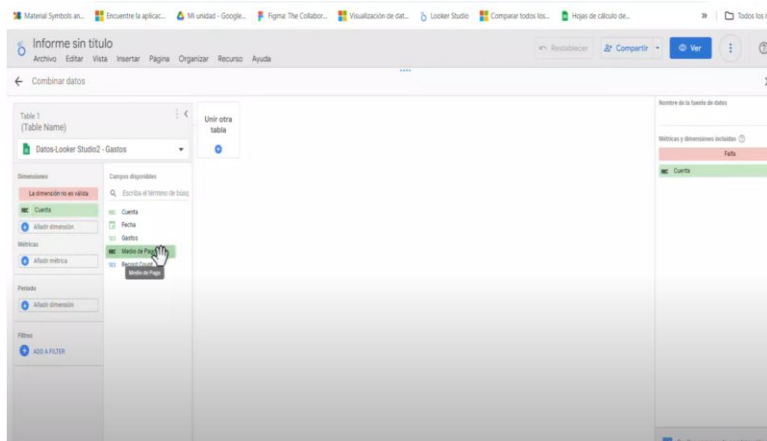 Material Symbols an... Encuentre la aplicac... Mi unidad - Google... Figma: The Collabor... Visualización de dat... Looker Studio Comparar todos los... Hojas de cálculo de... » Todos los
Informe sin título
Archivo Editar Vista Insertar Página Organizar Recurso Ayuda
Restablecer Compartir Ver
Combinar datos
Table 1
(Table Name)
Datos-Looker Studio2 - Gastos
Unir otra
tabla
Dimensiones
La dimensión no es válida
ABC Cuenta
Añadir dimensión
Métricas
Añadir métrica
Periodo
Añadir dimensión
Filtros
ADD A FILTER
Campos disponibles
Escriba el término de búsq
Cuenta
Fecha
Gastos
ABC Medio de Pago
Record Count
Medio de Pago
Nombre de la fuente de datos
Métricas y dimensiones incluidas
Falta
ABC Cuenta